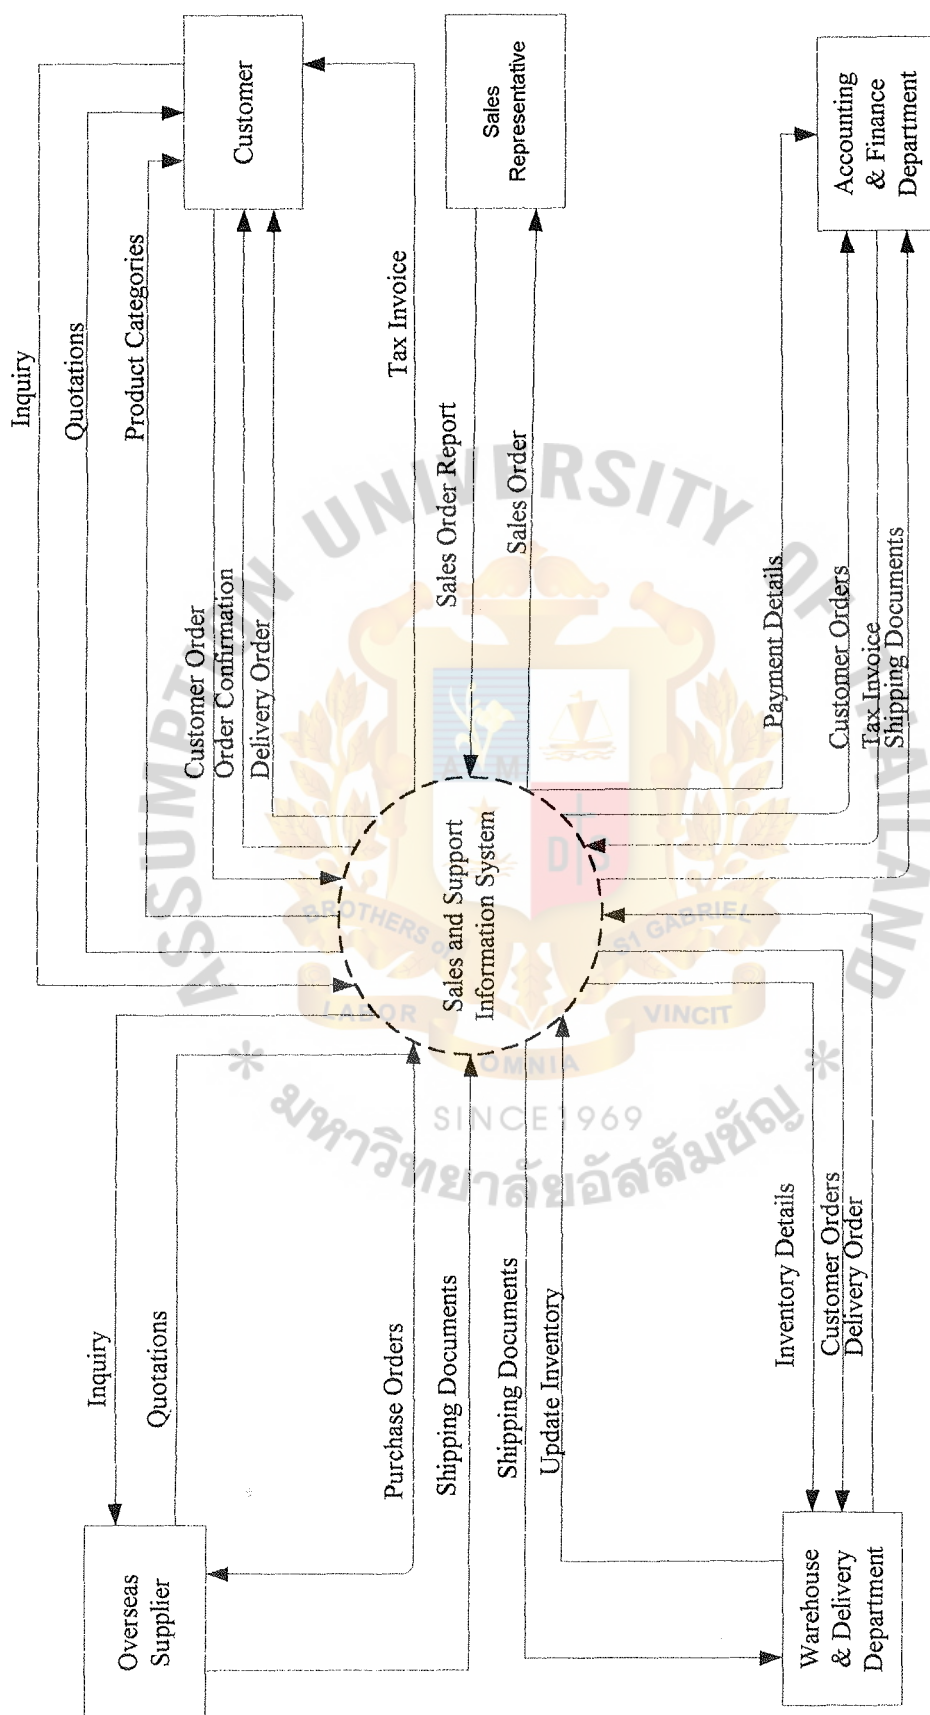 Inquiry
Quotations
Product Categories
Customer
Customer Order
Order Confirmation
Delivery Order
Tax Invoice
Sales
Representative
Sales Order Report
Sales Order
Accounting
& Finance
Department
Payment Details
Customer Orders
Tax Invoice
Shipping Documents
Sales and Support
Information System
Inquiry
Quotations
Purchase Orders
Shipping Documents
Overseas
Supplier
Shipping Documents
Update Inventory
Inventory Details
Customer Orders
Delivery Order
Warehouse
& Delivery
Department
ASSUMPTION UNIVERSITY OF THAILAND
BROTHERS OF
ST GABRIEL
LABOR
OMNIA
VINCIT
SINCE 1969
มหาวิทยาลัยอัสสัมชัญ